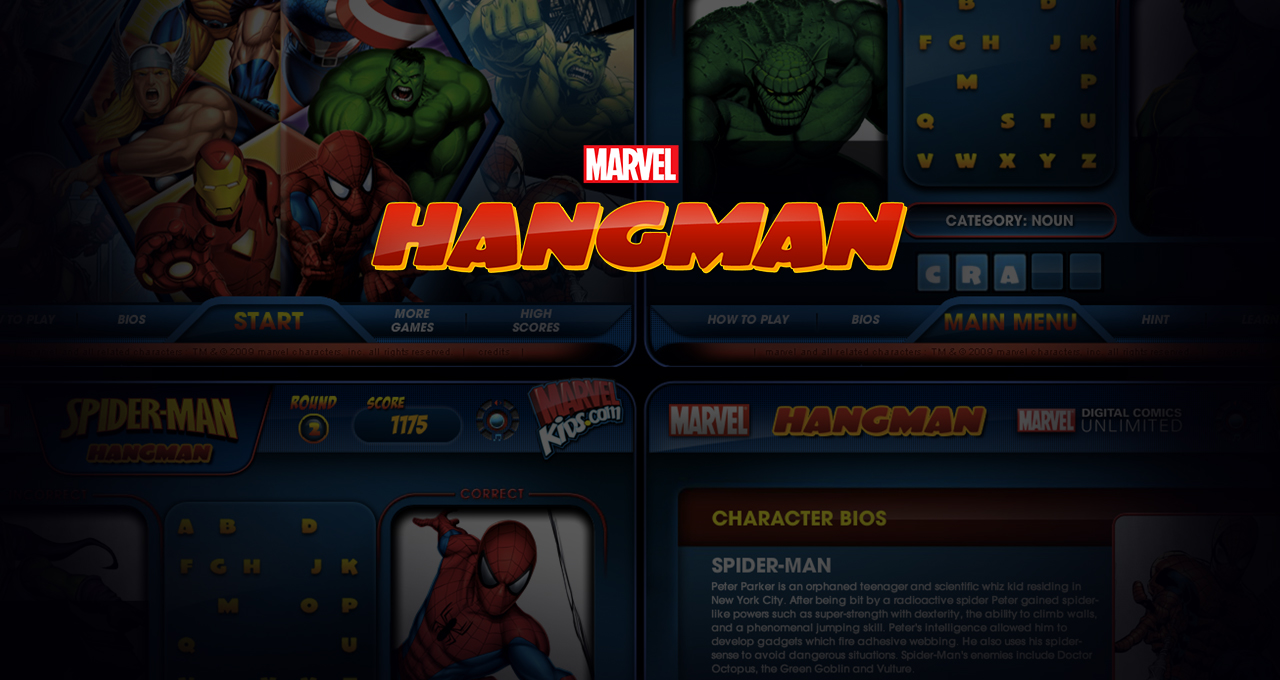 MARVEL
HANGMAN
HOW TO PLAY
BIOS
START
MORE
GAMES
HIGH
SCORES
B D
F G H J K
M P
Q S T U
V W X Y Z
CATEGORY: NOUN
C R A
HOW TO PLAY
BIOS
MAIN MENU
HINT
SPIDER-MAN
HANGMAN
ROUND
2
SCORE
1175
MARVEL
Kids.com
CORRECT
A B D
F G H J K
M O P
Q U
MARVEL HANGMAN MARVEL DIGITAL COMICS
UNLIMITED
CHARACTER BIOS
SPIDER-MAN
Peter Parker is an orphaned teenager and scientific whiz kid residing in
New York City. After being bit by a radioactive spider Peter gained spider-
like powers such as super-strength with dexterity, the ability to climb walls,
and a phenomenal jumping skill. Peter's intelligence allowed him to
develop gadgets which fire adhesive webbing. He also uses his spider-
sense to avoid dangerous situations. Spider-Man's enemies include Doctor
Octopus, the Green Goblin and Vulture